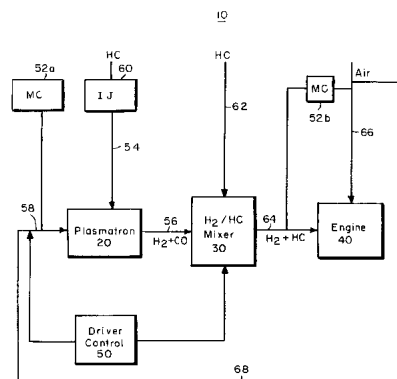 10
HC
60
52a
MC
IJ
HC
MC
52b
Air
54
62
66
58
Plasmatron
20
56
H₂+CO
H₂/HC
Mixer
30
64
H₂+HC
Engine
40
Driver
Control
50
68